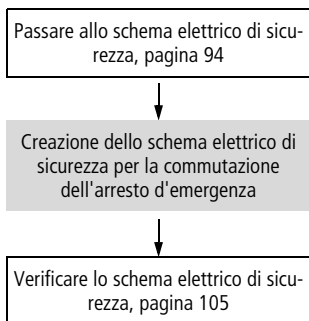 Passare allo schema elettrico di sicu-
rezza, pagina 94
Creazione dello schema elettrico di
sicurezza per la commutazione
dell'arresto d'emergenza
Verificare lo schema elettrico di sicu-
rezza, pagina 105